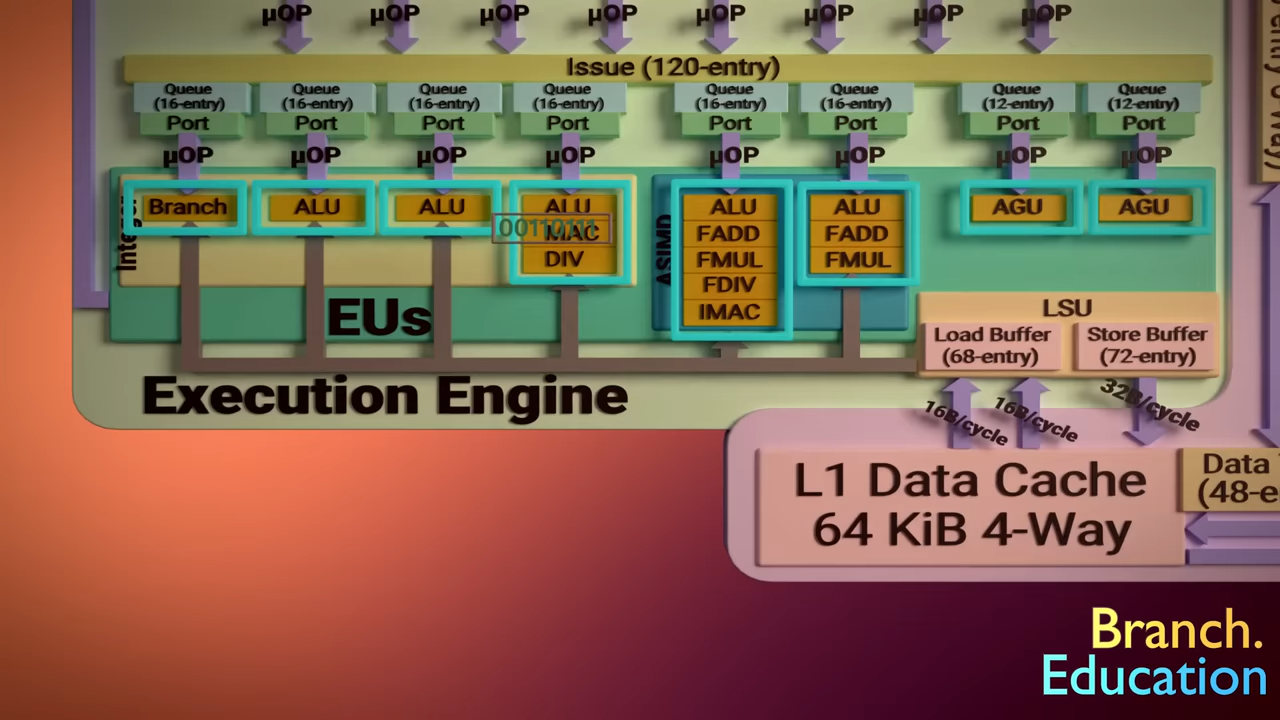 µOP µOP µOP µOP µOP µOP µOP µOP
Issue (120-entry)
Queue Queue Queue Queue Queue Queue Queue Queue
(16-entry) (16-entry) (16-entry) (16-entry) (16-entry) (16-entry) (12-entry) (12-entry)
Port Port Port Port Port Port Port Port
µOP µOP µOP µOP µOP µOP µOP µOP
Integer
Branch ALU ALU ALU
00110111
MAC
DIV
ASIMD
ALU ALU
FADD FADD
FMUL FMUL
FDIV
IMAC
AGU AGU
EUs
LSU
Load Buffer Store Buffer
(68-entry) (72-entry)
Execution Engine
16B/cycle 16B/cycle 32B/cycle
L1 Data Cache
64 KiB 4-Way
Data
Branch.
Education